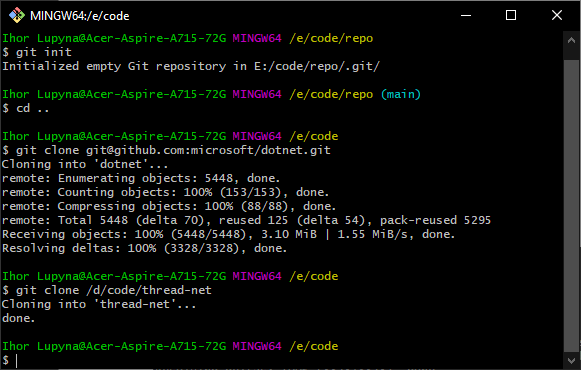 MINGW64:/e/code
Ihor Lupyna@Acer-Aspire-A715-72G MINGW64 /e/code/repo
$ git init
Initialized empty Git repository in E:/code/repo/.git/
Ihor Lupyna@Acer-Aspire-A715-72G MINGW64 /e/code/repo (main)
$ cd ..
Ihor Lupyna@Acer-Aspire-A715-72G MINGW64 /e/code
$ git clone git@github.com:microsoft/dotnet.git
Cloning into 'dotnet'...
remote: Enumerating objects: 5448, done.
remote: Counting objects: 100% (153/153), done.
remote: Compressing objects: 100% (88/88), done.
remote: Total 5448 (delta 70), reused 125 (delta 54), pack-reused 5295
Receiving objects: 100% (5448/5448), 3.10 MiB | 1.55 MiB/s, done.
Resolving deltas: 100% (3328/3328), done.
Ihor Lupyna@Acer-Aspire-A715-72G MINGW64 /e/code
$ git clone /d/code/thread-net
Cloning into 'thread-net'...
done.
Ihor Lupyna@Acer-Aspire-A715-72G MINGW64 /e/code
$